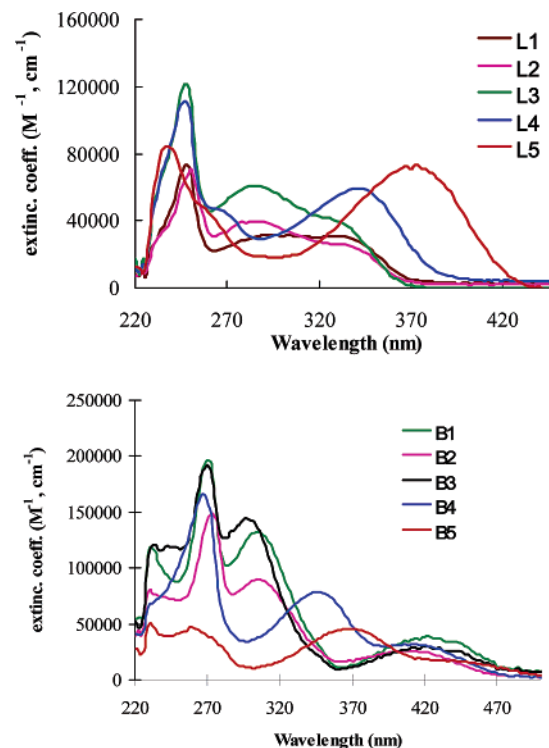 extinc. coeff. (M⁻¹, cm⁻¹)
160000
120000
80000
40000
0
220 270 320 370 420
Wavelength (nm)
L1
L2
L3
L4
L5
extinc. coeff. (M⁻¹, cm⁻¹)
250000
200000
150000
100000
50000
0
220 270 320 370 420 470
Wavelength (nm)
B1
B2
B3
B4
B5